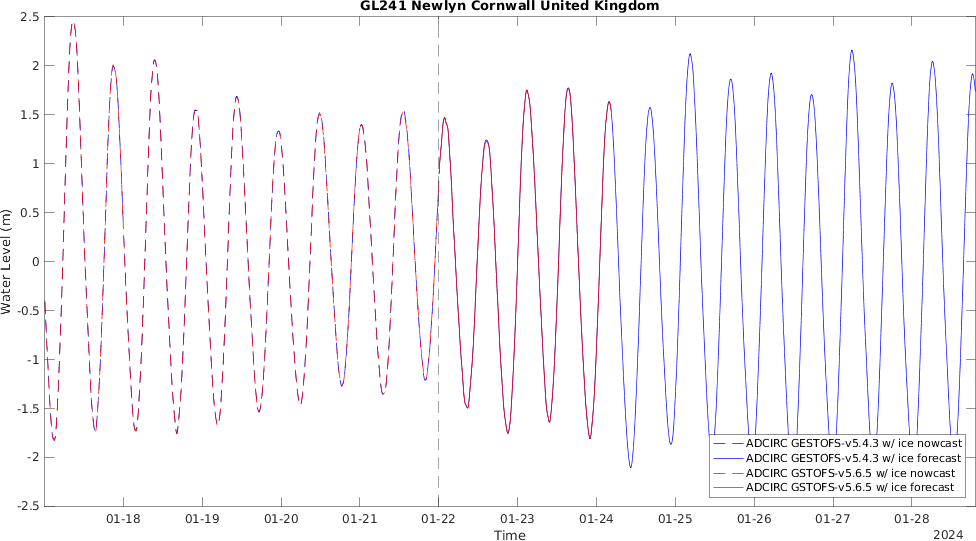 GL241 Newlyn Cornwall United Kingdom
Water Level (m)
2.5
2
1.5
1
0.5
0
-0.5
-1
-1.5
-2
-2.5
ADCIRC GESTOFS-v5.4.3 w/ ice nowcast
ADCIRC GESTOFS-v5.4.3 w/ ice forecast
ADCIRC GSTOFS-v5.6.5 w/ ice nowcast
ADCIRC GSTOFS-v5.6.5 w/ ice forecast
01-18 01-19 01-20 01-21 01-22 01-23 01-24 01-25 01-26 01-27 01-28
Time
2024